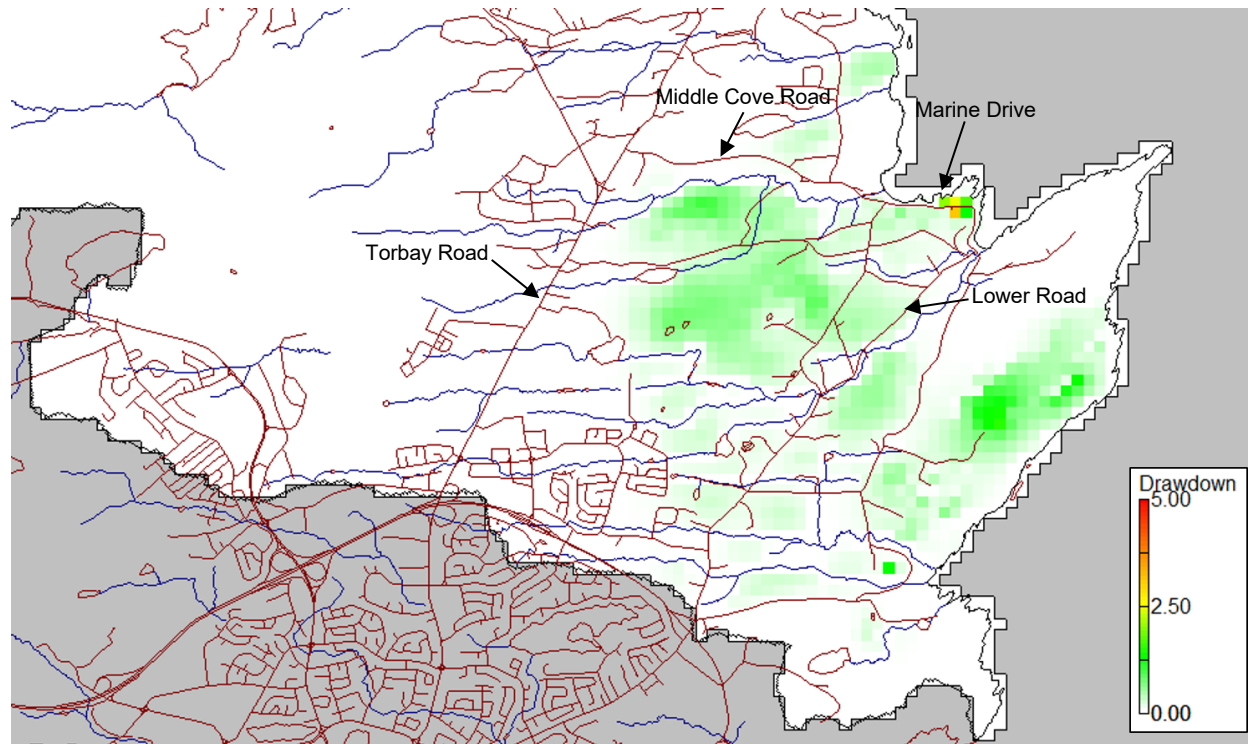 Middle Cove Road
Marine Drive
Torbay Road
Lower Road
Drawdown
5.00
2.50
0.00